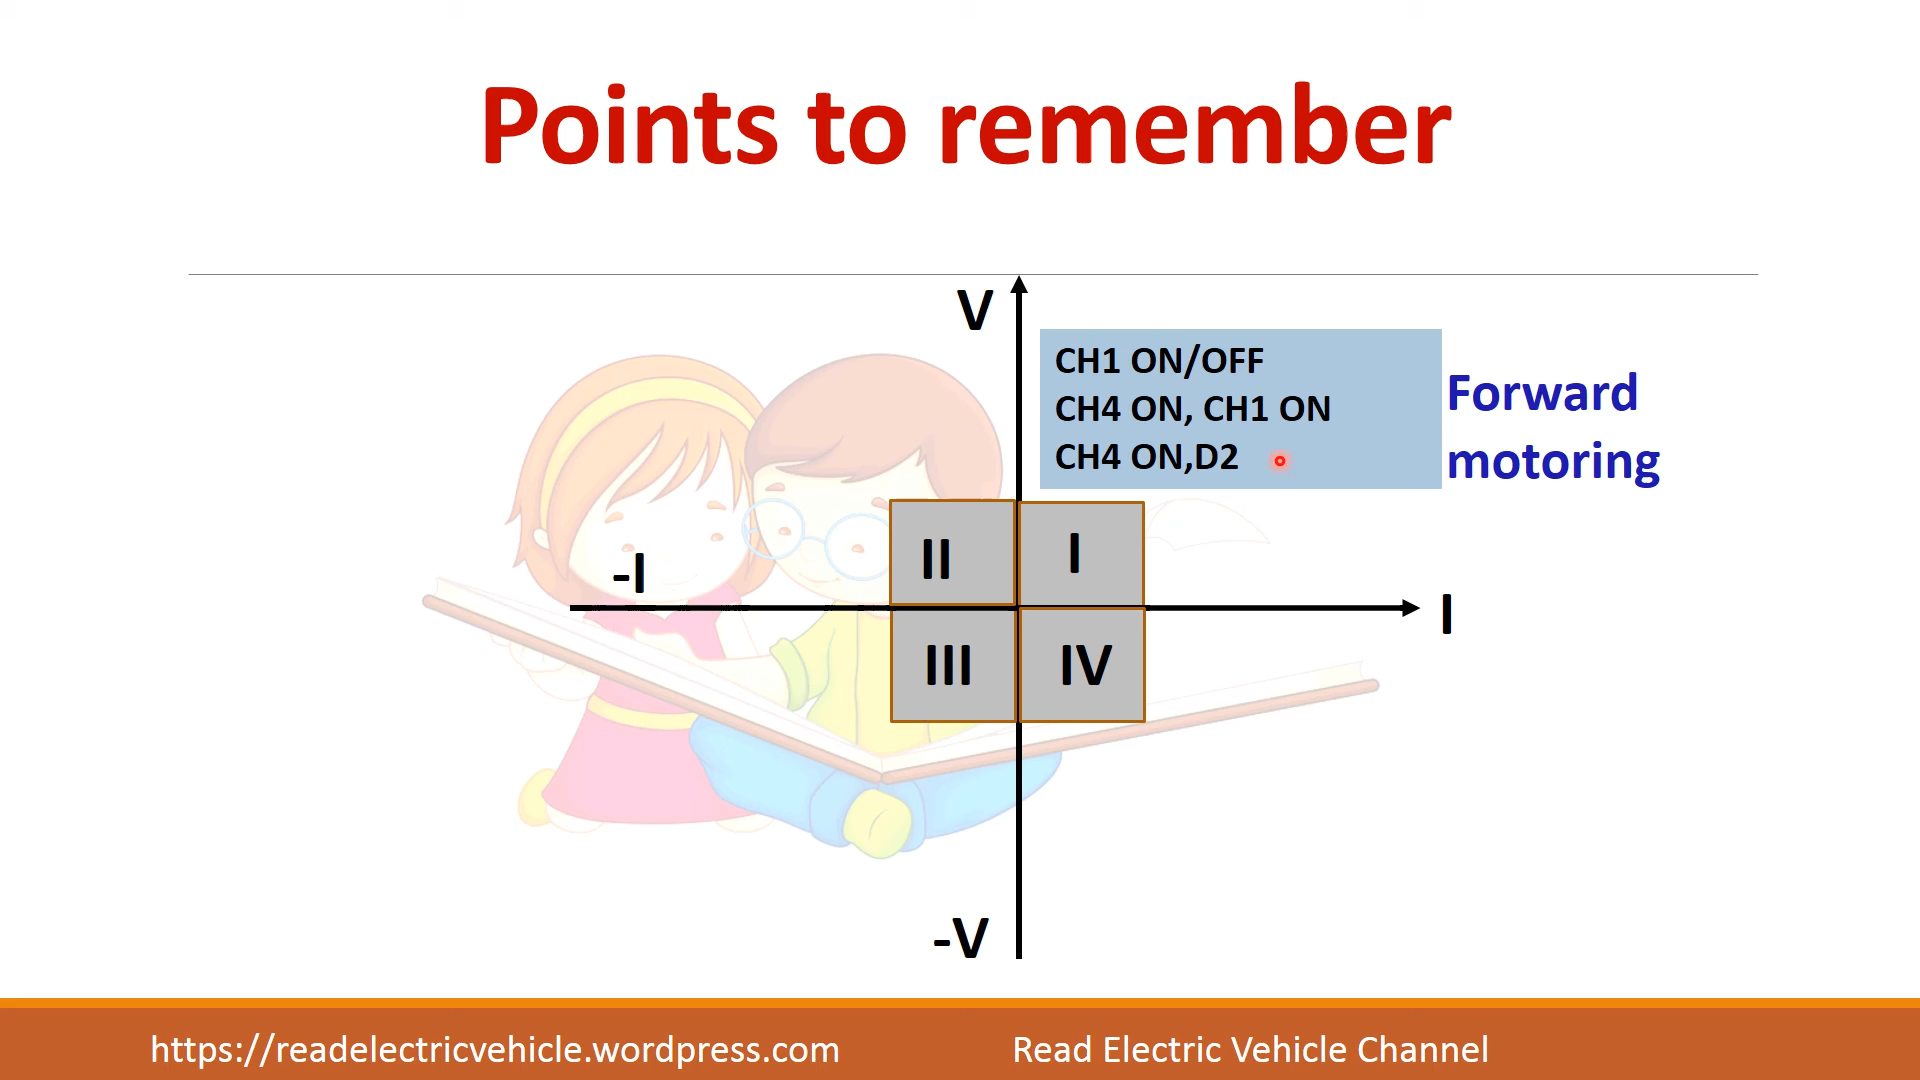 Points to remember
V
CH1 ON/OFF
CH4 ON, CH1 ON
CH4 ON,D2
Forward
motoring
II
I
-I
I
III
IV
-V
https://readelectricvehicle.wordpress.com
Read Electric Vehicle Channel